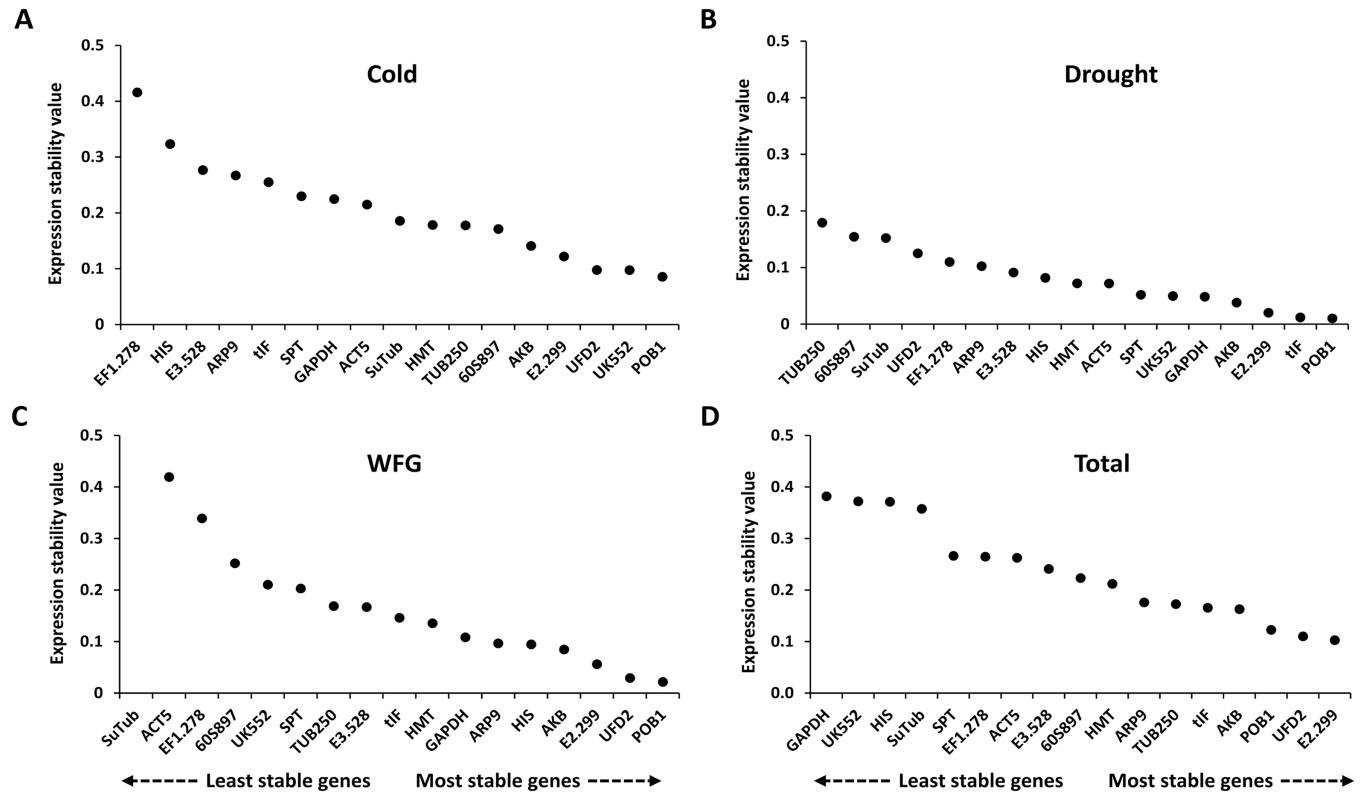 A
Cold
Expression stability value
0.5
0.4
0.3
0.2
0.1
0
EF1.278
HIS
E3.528
ARP9
tIF
SPT
GAPDH
ACT5
SuTub
HMT
TUB250
60S897
AKB
E2.299
UFD2
UK552
POB1
B
Drought
Expression stability value
0.5
0.4
0.3
0.2
0.1
0
TUB250
60S897
SuTub
UFD2
EF1.278
ARP9
E3.528
HIS
HMT
ACT5
SPT
UK552
GAPDH
AKB
E2.299
tIF
POB1
C
WFG
Expression stability value
0.5
0.4
0.3
0.2
0.1
0
SuTub
ACT5
EF1.278
60S897
UK552
SPT
TUB250
E3.528
tIF
HMT
GAPDH
ARP9
HIS
AKB
E2.299
UFD2
POB1
Least stable genes Most stable genes
D
Total
Expression stability value
0.5
0.4
0.3
0.2
0.1
0.0
GAPDH
UK552
HIS
SuTub
SPT
EF1.278
ACT5
E3.528
60S897
HMT
ARP9
TUB250
tIF
AKB
POB1
UFD2
E2.299
Least stable genes Most stable genes